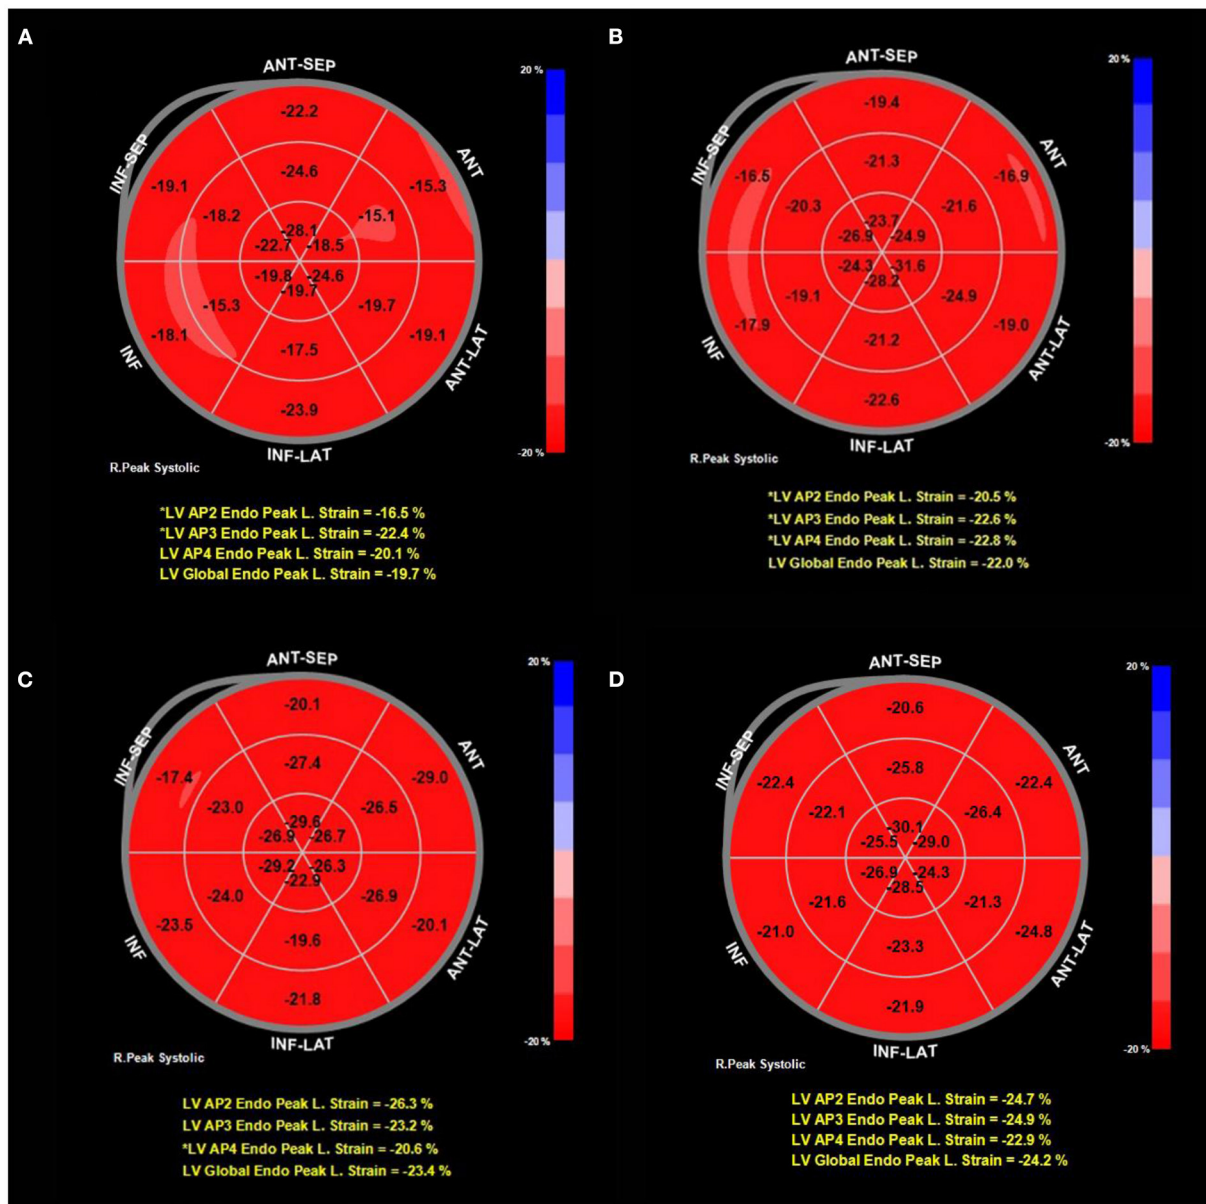 A
ANT-SEP
20 %
-22.2
INF-SEP
ANT
-24.6
-19.1
-15.3
-18.2
-15.1
-28.1
-22.7
-18.5
-19.8
-24.6
-19.7
-15.3
-19.7
-18.1
-19.1
-17.5
INF
ANT-LAT
-23.9
INF-LAT
-20 %
R.Peak Systolic
*LV AP2 Endo Peak L. Strain = -16.5 %
*LV AP3 Endo Peak L. Strain = -22.4 %
LV AP4 Endo Peak L. Strain = -20.1 %
LV Global Endo Peak L. Strain = -19.7 %
B
ANT-SEP
20 %
-19.4
INF-SEP
ANT
-21.3
-16.5
-16.9
-20.3
-21.6
-23.7
-26.9
-24.9
-24.3
-31.6
-28.2
-19.1
-24.9
-17.9
-19.0
-21.2
INF
ANT-LAT
-22.6
INF-LAT
-20 %
R.Peak Systolic
*LV AP2 Endo Peak L. Strain = -20.5 %
*LV AP3 Endo Peak L. Strain = -22.6 %
*LV AP4 Endo Peak L. Strain = -22.8 %
LV Global Endo Peak L. Strain = -22.0 %
C
ANT-SEP
20 %
-20.1
INF-SEP
ANT
-27.4
-17.4
-29.0
-23.0
-26.5
-29.6
-26.9
-26.7
-29.2
-26.3
-22.9
-24.0
-26.9
-23.5
-20.1
-19.6
INF
ANT-LAT
-21.8
INF-LAT
-20 %
R.Peak Systolic
LV AP2 Endo Peak L. Strain = -26.3 %
LV AP3 Endo Peak L. Strain = -23.2 %
*LV AP4 Endo Peak L. Strain = -20.6 %
LV Global Endo Peak L. Strain = -23.4 %
D
ANT-SEP
20 %
-20.6
INF-SEP
ANT
-25.8
-22.4
-22.4
-22.1
-26.4
-30.1
-25.5
-29.0
-26.9
-24.3
-28.5
-21.6
-21.3
-21.0
-24.8
-23.3
INF
ANT-LAT
-21.9
INF-LAT
-20 %
R.Peak Systolic
LV AP2 Endo Peak L. Strain = -24.7 %
LV AP3 Endo Peak L. Strain = -24.9 %
LV AP4 Endo Peak L. Strain = -22.9 %
LV Global Endo Peak L. Strain = -24.2 %